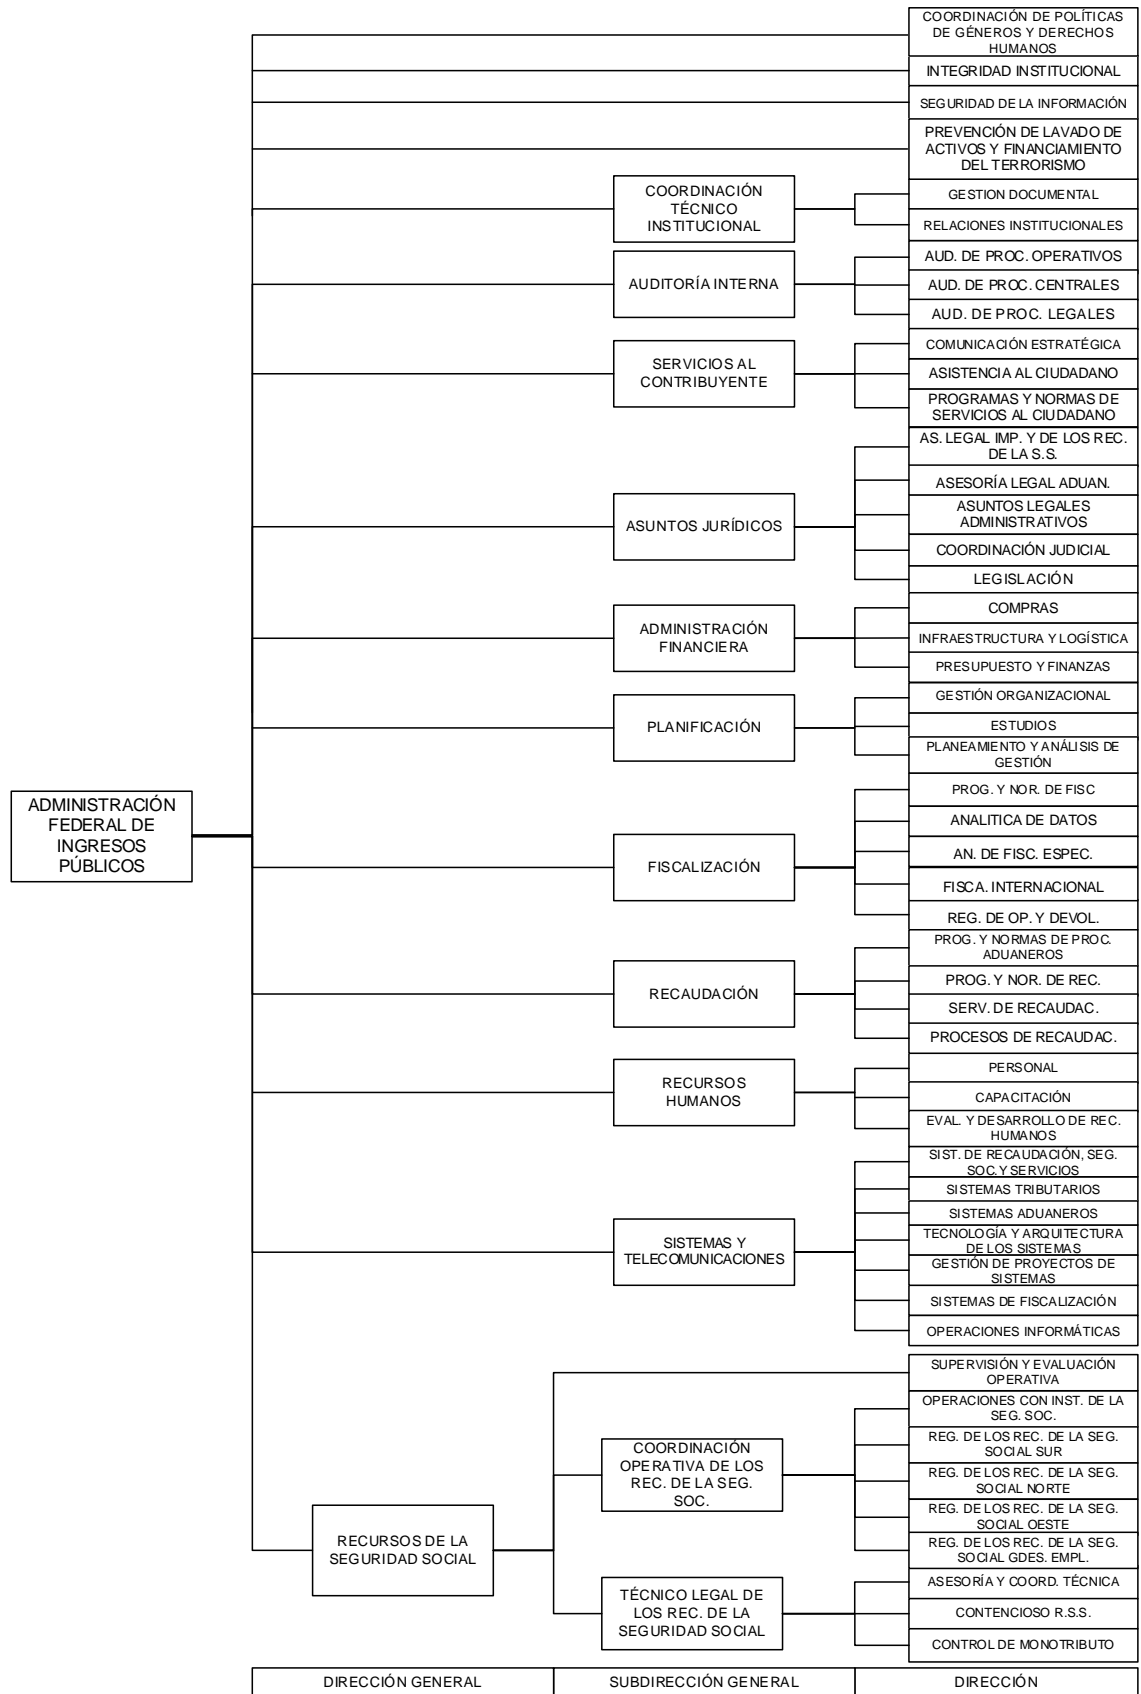 COORDINACIÓN DE POLÍTICAS
DE GÉNEROS Y DERECHOS
HUMANOS
INTEGRIDAD INSTITUCIONAL
SEGURIDAD DE LA INFORMACIÓN
PREVENCIÓN DE LAVADO DE
ACTIVOS Y FINANCIAMIENTO
DEL TERRORISMO
COORDINACIÓN
TÉCNICO
INSTITUCIONAL
GESTION DOCUMENTAL
RELACIONES INSTITUCIONALES
AUDITORÍA INTERNA
AUD. DE PROC. OPERATIVOS
AUD. DE PROC. CENTRALES
AUD. DE PROC. LEGALES
SERVICIOS AL
CONTRIBUYENTE
COMUNICACIÓN ESTRATÉGICA
ASISTENCIA AL CIUDADANO
PROGRAMAS Y NORMAS DE
SERVICIOS AL CIUDADANO
ASUNTOS JURÍDICOS
AS. LEGAL IMP. Y DE LOS REC.
DE LA S.S.
ASESORÍA LEGAL ADUAN.
ASUNTOS LEGALES
ADMINISTRATIVOS
COORDINACIÓN JUDICIAL
LEGISLACIÓN
ADMINISTRACIÓN
FINANCIERA
COMPRAS
INFRAESTRUCTURA Y LOGÍSTICA
PRESUPUESTO Y FINANZAS
PLANIFICACIÓN
GESTIÓN ORGANIZACIONAL
ESTUDIOS
PLANEAMIENTO Y ANÁLISIS DE
GESTIÓN
ADMINISTRACIÓN
FEDERAL DE
INGRESOS
PÚBLICOS
FISCALIZACIÓN
PROG. Y NOR. DE FISC
ANALITICA DE DATOS
AN. DE FISC. ESPEC.
FISCA. INTERNACIONAL
REG. DE OP. Y DEVOL.
RECAUDACIÓN
PROG. Y NORMAS DE PROC.
ADUANEROS
PROG. Y NOR. DE REC.
SERV. DE RECAUDAC.
PROCESOS DE RECAUDAC.
RECURSOS
HUMANOS
PERSONAL
CAPACITACIÓN
EVAL. Y DESARROLLO DE REC.
HUMANOS
SISTEMAS Y
TELECOMUNICACIONES
SIST. DE RECAUDACIÓN, SEG.
SOC. Y SERVICIOS
SISTEMAS TRIBUTARIOS
SISTEMAS ADUANEROS
TECNOLOGÍA Y ARQUITECTURA
DE LOS SISTEMAS
GESTIÓN DE PROYECTOS DE
SISTEMAS
SISTEMAS DE FISCALIZACIÓN
OPERACIONES INFORMÁTICAS
RECURSOS DE LA
SEGURIDAD SOCIAL
SUPERVISIÓN Y EVALUACIÓN
OPERATIVA
COORDINACIÓN
OPERATIVA DE LOS
REC. DE LA SEG.
SOC.
OPERACIONES CON INST. DE LA
SEG. SOC.
REG. DE LOS REC. DE LA SEG.
SOCIAL SUR
REG. DE LOS REC. DE LA SEG.
SOCIAL NORTE
REG. DE LOS REC. DE LA SEG.
SOCIAL OESTE
REG. DE LOS REC. DE LA SEG.
SOCIAL GDES. EMPL.
TÉCNICO LEGAL DE
LOS REC. DE LA
SEGURIDAD SOCIAL
ASESORÍA Y COORD. TÉCNICA
CONTENCIOSO R.S.S.
CONTROL DE MONOTRIBUTO
DIRECCIÓN GENERAL
SUBDIRECCIÓN GENERAL
DIRECCIÓN